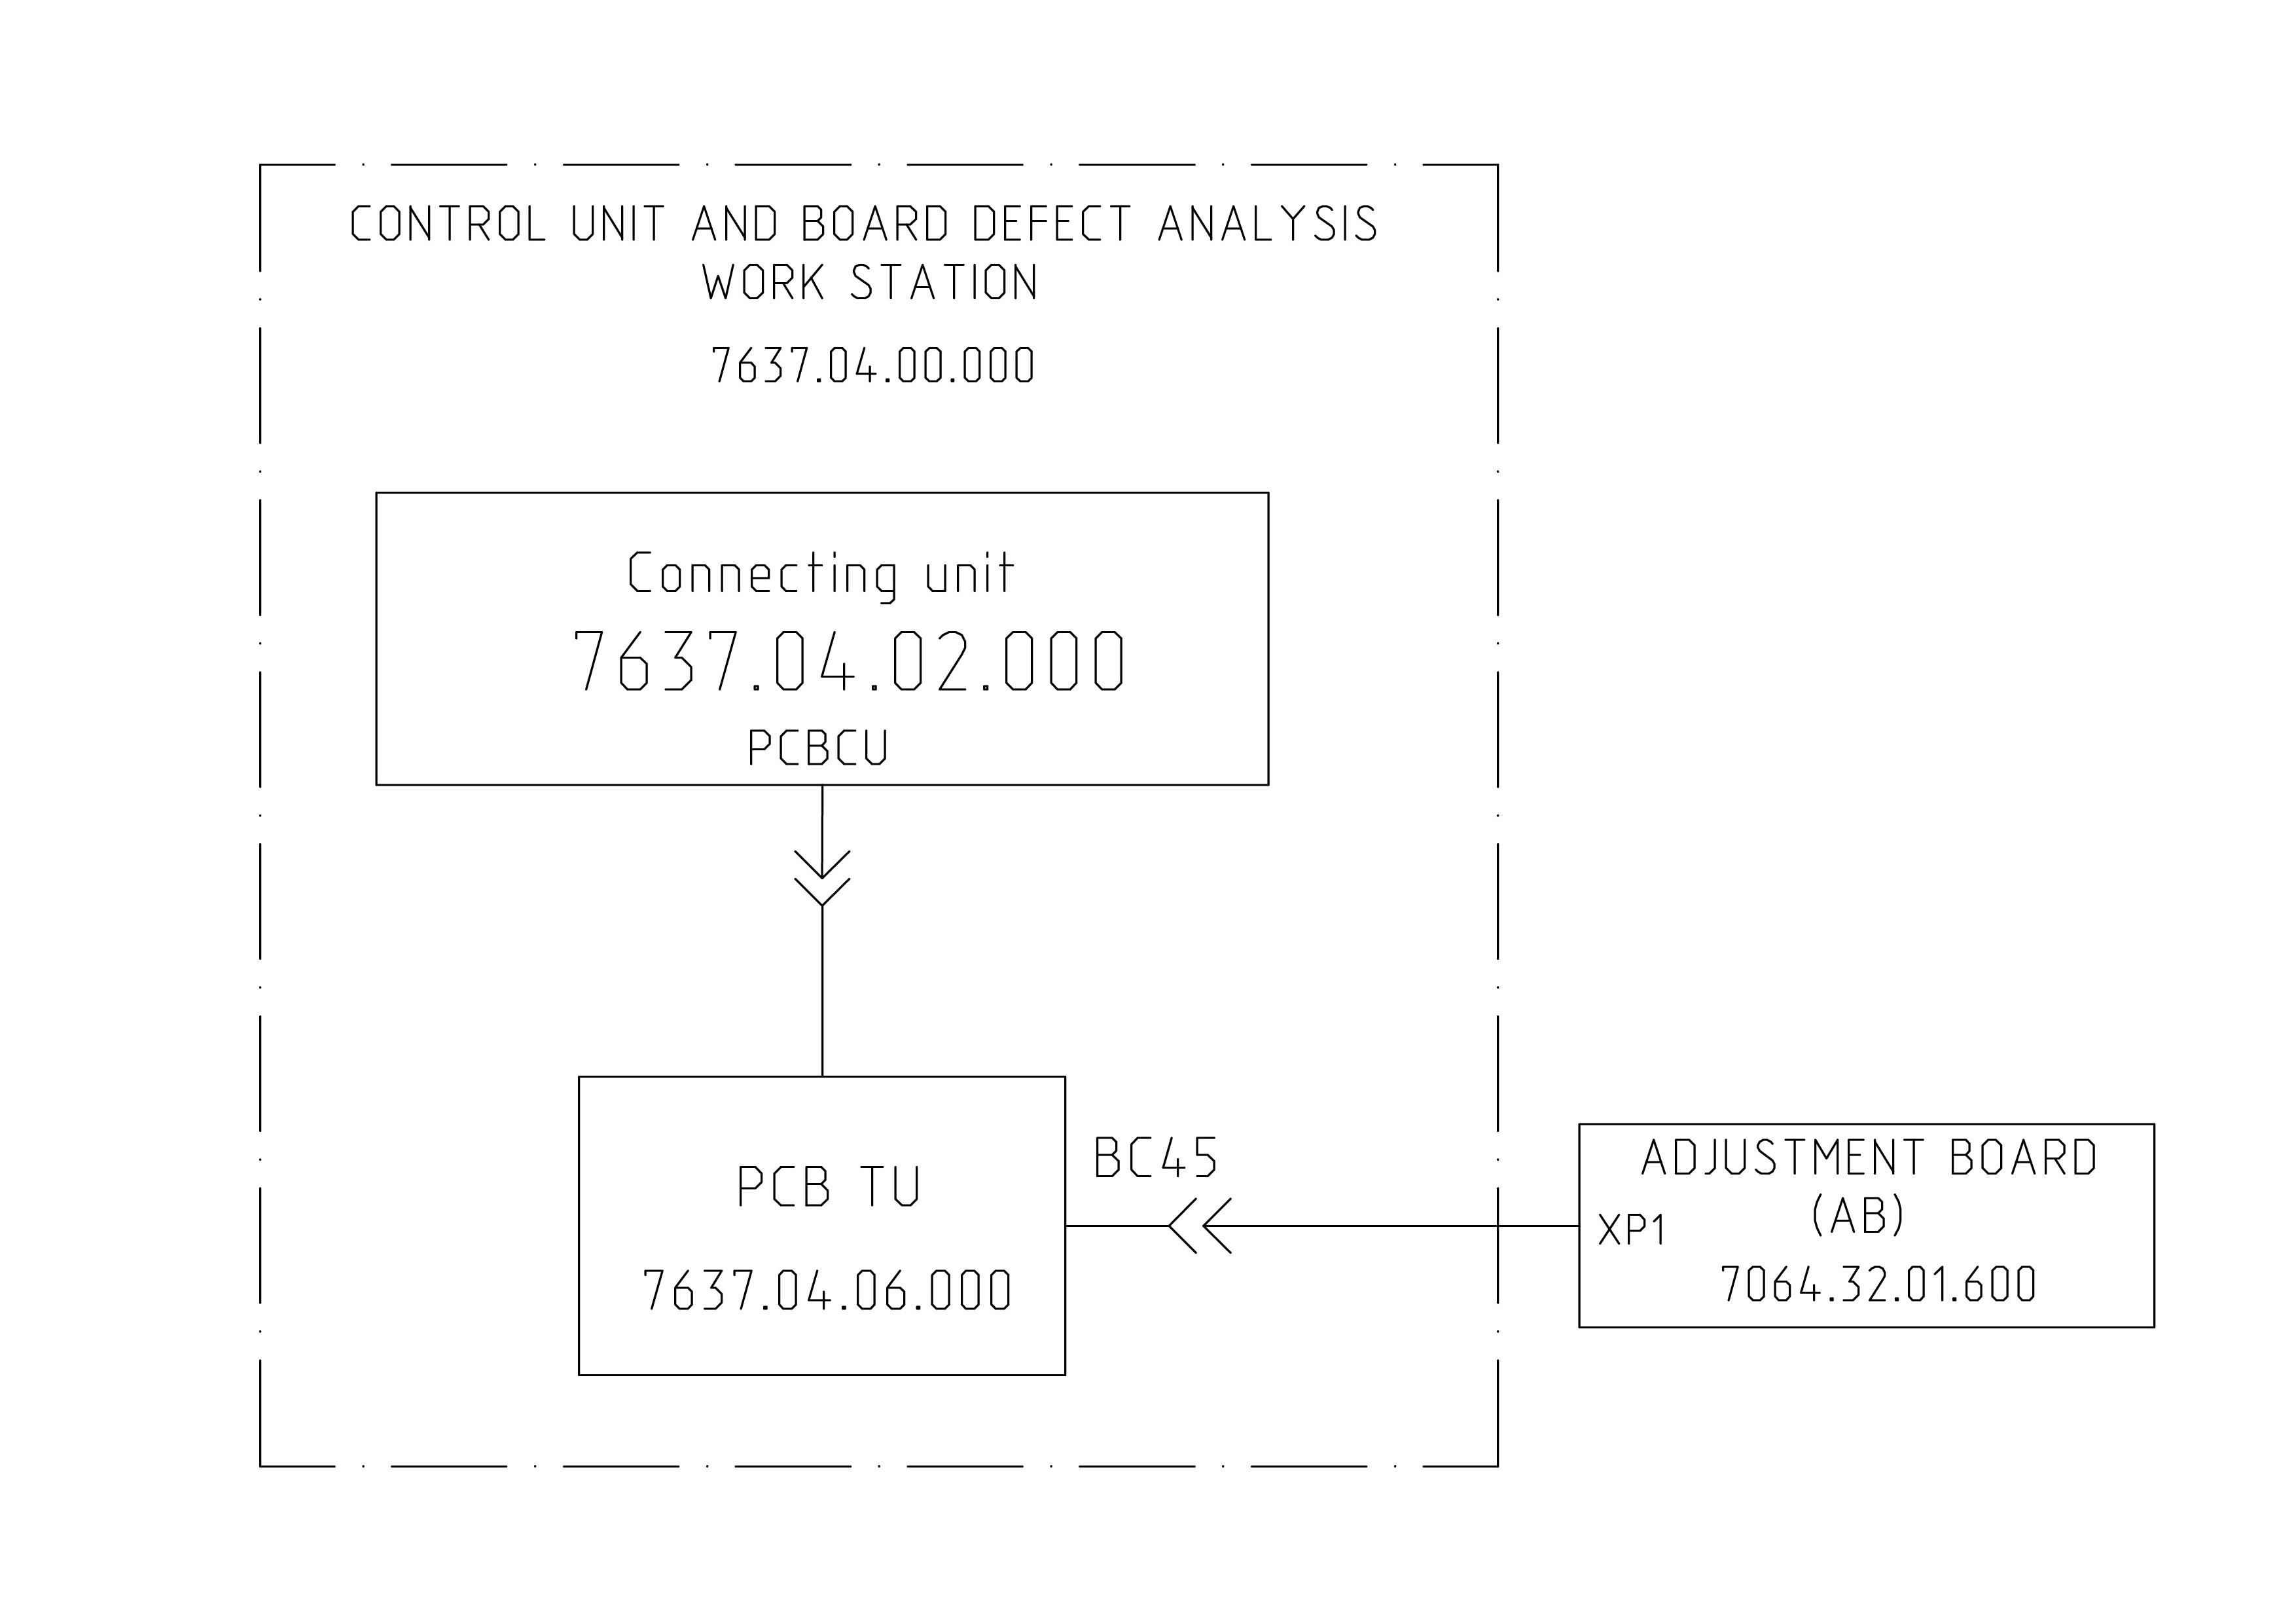 CONTROL UNIT AND BOARD DEFECT ANALYSIS
WORK STATION
7637.04.00.000
Connecting unit
7637.04.02.000
PCBCU
PCB TU
7637.04.06.000
BC45
ADJUSTMENT BOARD
(AB)
XP1
7064.32.01.600